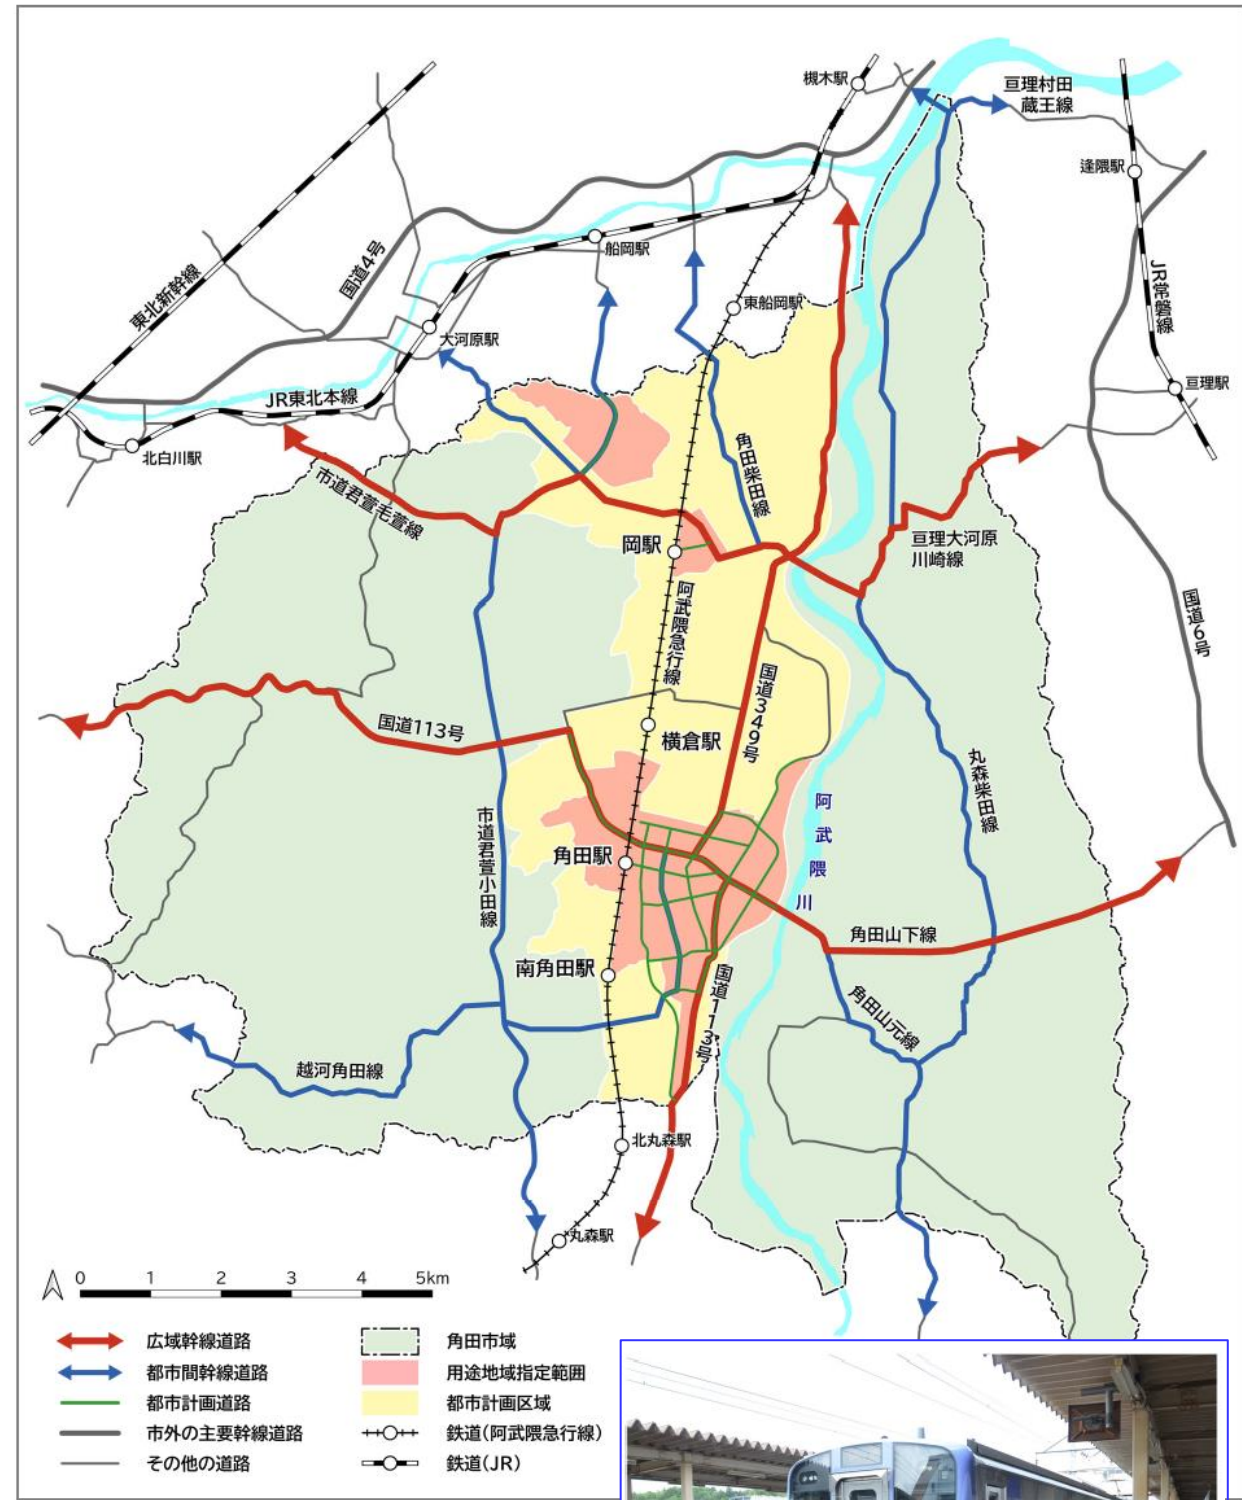 槻木駅
亘理村田
蔵王線
逢隈駅
船岡駅
国道4号
東北新幹線
東船岡駅
JR常磐線
大河原駅
亘理駅
JR東北本線
北白川駅
角田柴田線
市道君萱毛萱線
岡駅
亘理大河原
川崎線
阿武隈急行線
国道6号
国道349号
国道113号
横倉駅
丸森柴田線
阿武隈川
市道君萱小田線
角田駅
角田山下線
南角田駅
国道113号
角田山元線
越河角田線
北丸森駅
丸森駅
0 1 2 3 4 5km
広域幹線道路
都市間幹線道路
都市計画道路
市外の主要幹線道路
その他の道路
角田市域
用途地域指定範囲
都市計画区域
鉄道(阿武隈急行線)
鉄道(JR)